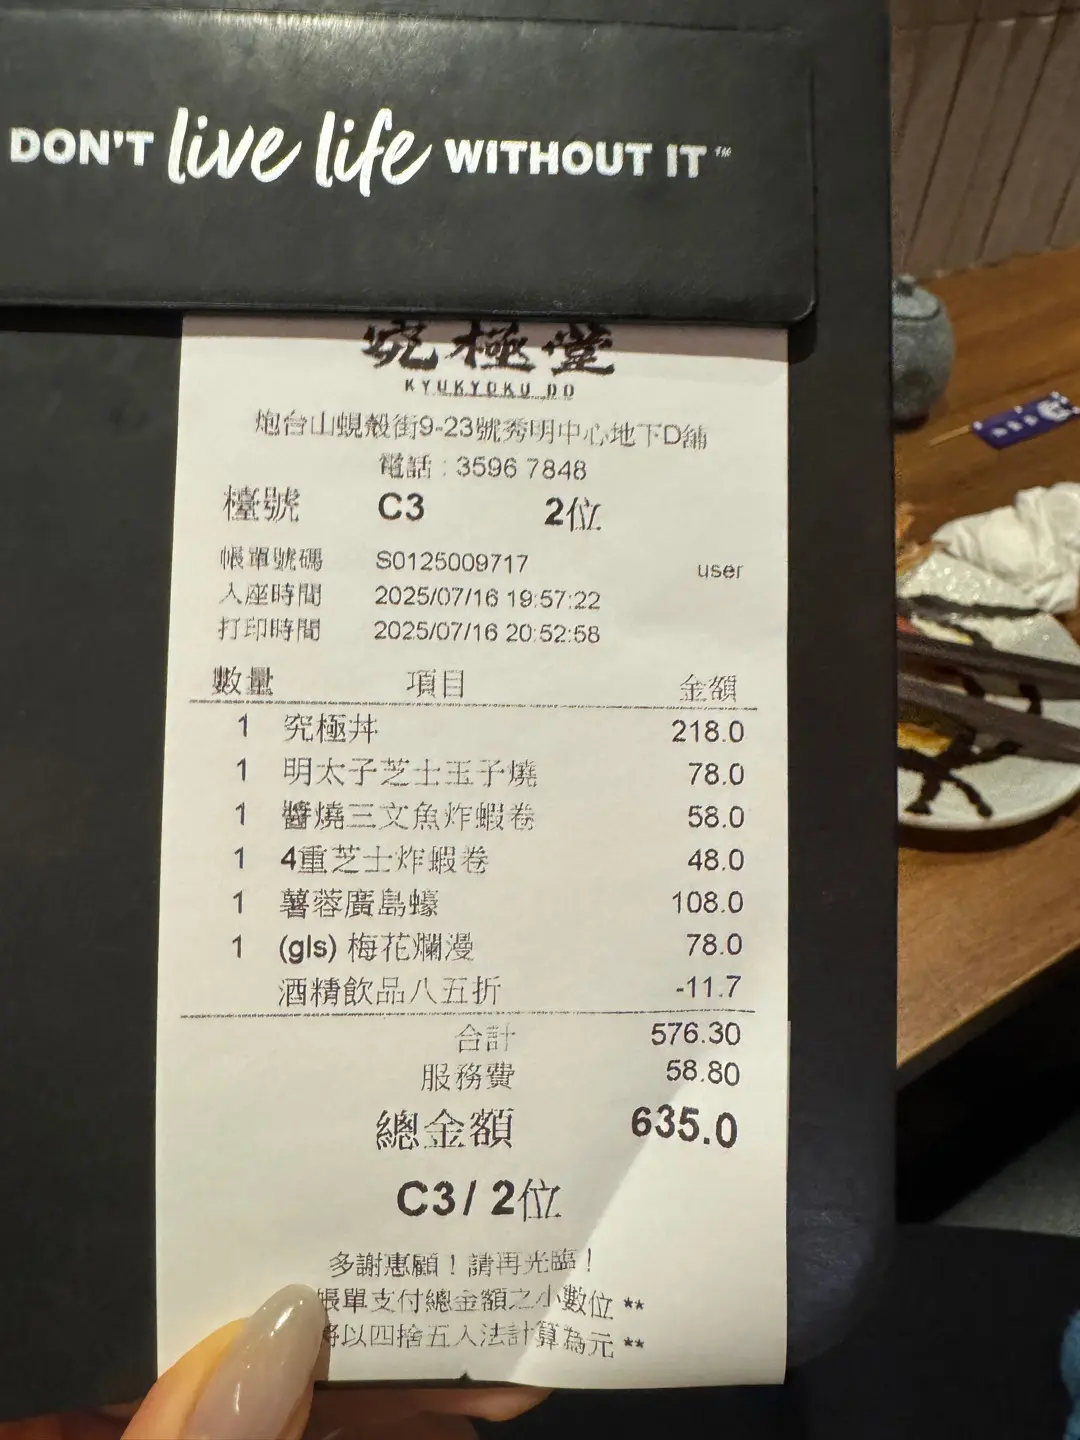 DON'T live life WITHOUT IT™
究極堂
KYUKYOKU DO
炮台山蜆殼街9-23號秀明中心地下D舖
電話 : 3596 7848
檯號 C3 2位
帳單號碼 S0125009717 user
入座時間 2025/07/16 19:57:22
打印時間 2025/07/16 20:52:58
數量 項目 金額
1 究極丼 218.0
1 明太子芝士玉子燒 78.0
1 醬燒三文魚炸蝦卷 58.0
1 4重芝士炸蝦卷 48.0
1 薯蓉廣島蠔 108.0
1 (gls) 梅花爛漫 78.0
酒精飲品八五折 -11.7
合計 576.30
服務費 58.80
總金額 635.0
C3/ 2位
多謝惠顧！請再光臨！
帳單支付總金額之小數位 **
將以四捨五入法計算為元 **